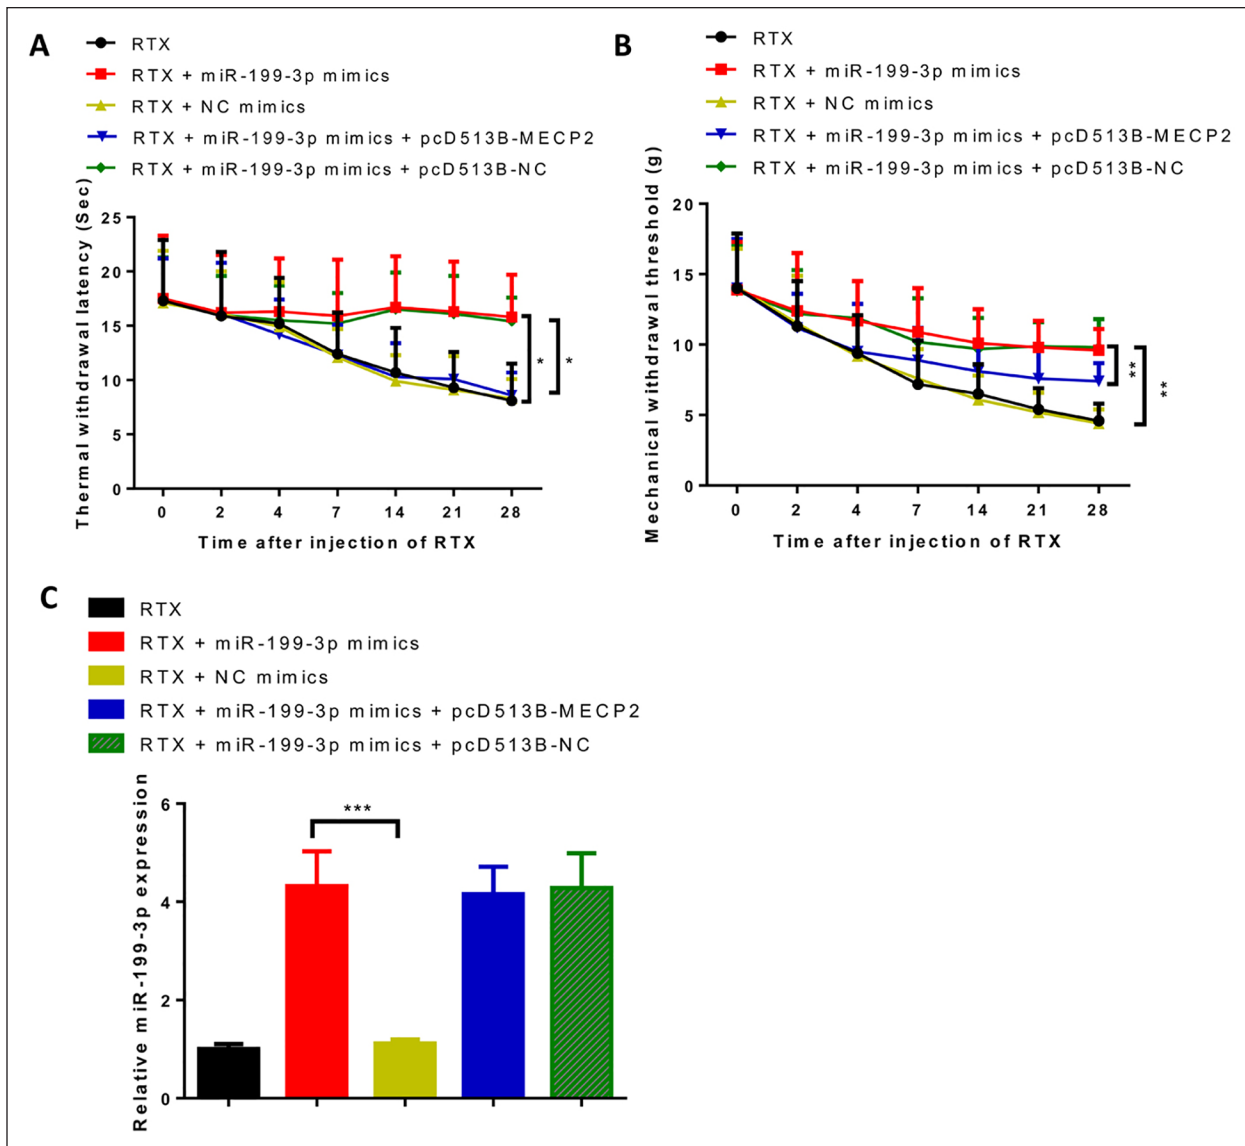 A
RTX
RTX + miR-199-3p mimics
RTX + NC mimics
RTX + miR-199-3p mimics + pcD513B-MECP2
RTX + miR-199-3p mimics + pcD513B-NC
Thermal withdrawal latency (Sec)
25
20
15
10
5
0
0 2 4 7 14 21 28
Time after injection of RTX
*
*
B
RTX
RTX + miR-199-3p mimics
RTX + NC mimics
RTX + miR-199-3p mimics + pcD513B-MECP2
RTX + miR-199-3p mimics + pcD513B-NC
Mechanical withdrawal threshold (g)
20
15
10
5
0
0 2 4 7 14 21 28
Time after injection of RTX
**
**
C
RTX
RTX + miR-199-3p mimics
RTX + NC mimics
RTX + miR-199-3p mimics + pcD513B-MECP2
RTX + miR-199-3p mimics + pcD513B-NC
Relative miR-199-3p expression
6
4
2
0
***